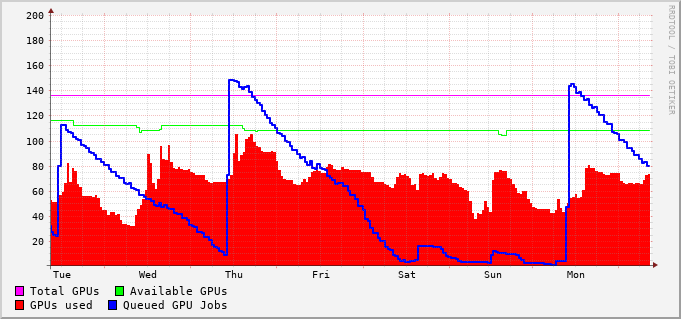 200
180
160
140
120
100
80
60
40
20
Tue Wed Thu Fri Sat Sun Mon
Total GPUs Available GPUs
GPUs used Queued GPU Jobs
RRDTOOL / TOBI OETIKER